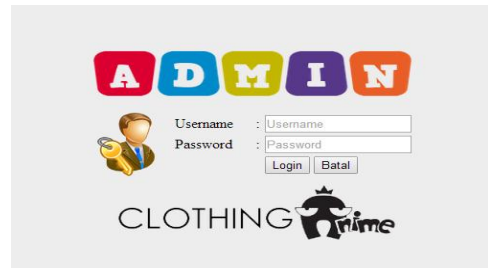 ADMIN
Username : Username
Password : Password
Login Batal
CLOTHING Anime